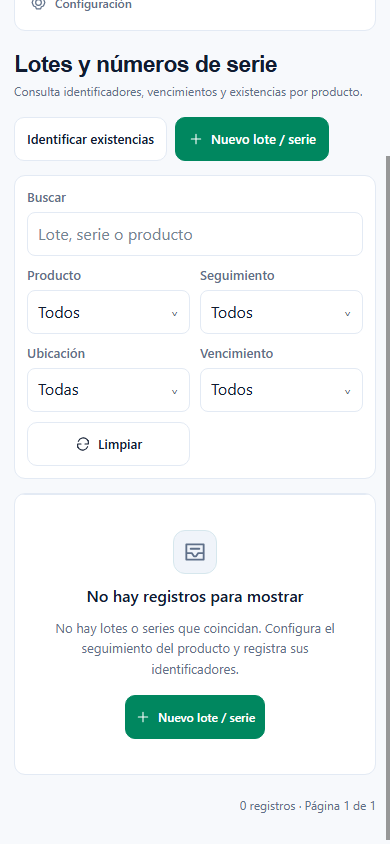 Configuración
Lotes y números de serie
Consulta identificadores, vencimientos y existencias por producto.
Identificar existencias
Nuevo lote / serie
Buscar
Lote, serie o producto
Producto
Seguimiento
Todos
Todos
Ubicación
Vencimiento
Todas
Todos
Limpiar
No hay registros para mostrar
No hay lotes o series que coincidan. Configura el
seguimiento del producto y registra sus
identificadores.
Nuevo lote / serie
0 registros · Página 1 de 1